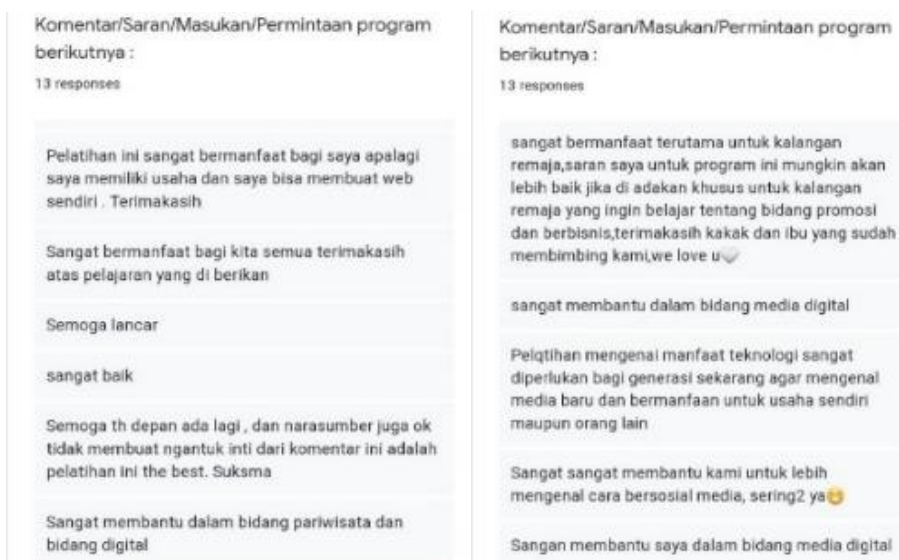 Komentar/Saran/Masukan/Permintaan program
berikutnya :
13 responses
Pelatihan ini sangat bermanfaat bagi saya apalagi
saya memiliki usaha dan saya bisa membuat web
sendiri . Terimakasih
Sangat bermanfaat bagi kita semua terimakasih
atas pelajaran yang di berikan
Semoga lancar
sangat baik
Semoga th depan ada lagi , dan narasumber juga ok
tidak membuat ngantuk inti dari komentar ini adalah
pelatihan ini the best. Suksma
Sangat membantu dalam bidang pariwisata dan
bidang digital
Komentar/Saran/Masukan/Permintaan program
berikutnya :
13 responses
sangat bermanfaat terutama untuk kalangan
remaja,saran saya untuk program ini mungkin akan
lebih baik jika di adakan khusus untuk kalangan
remaja yang ingin belajar tentang bidang promosi
dan berbisnis,terimakasih kakak dan ibu yang sudah
membimbing kami,we love u🤍
sangat membantu dalam bidang media digital
Pelqtihan mengenai manfaat teknologi sangat
diperlukan bagi generasi sekarang agar mengenal
media baru dan bermanfaan untuk usaha sendiri
maupun orang lain
Sangat sangat membantu kami untuk lebih
mengenal cara bersosial media, sering2 ya😁
Sangan membantu saya dalam bidang media digital